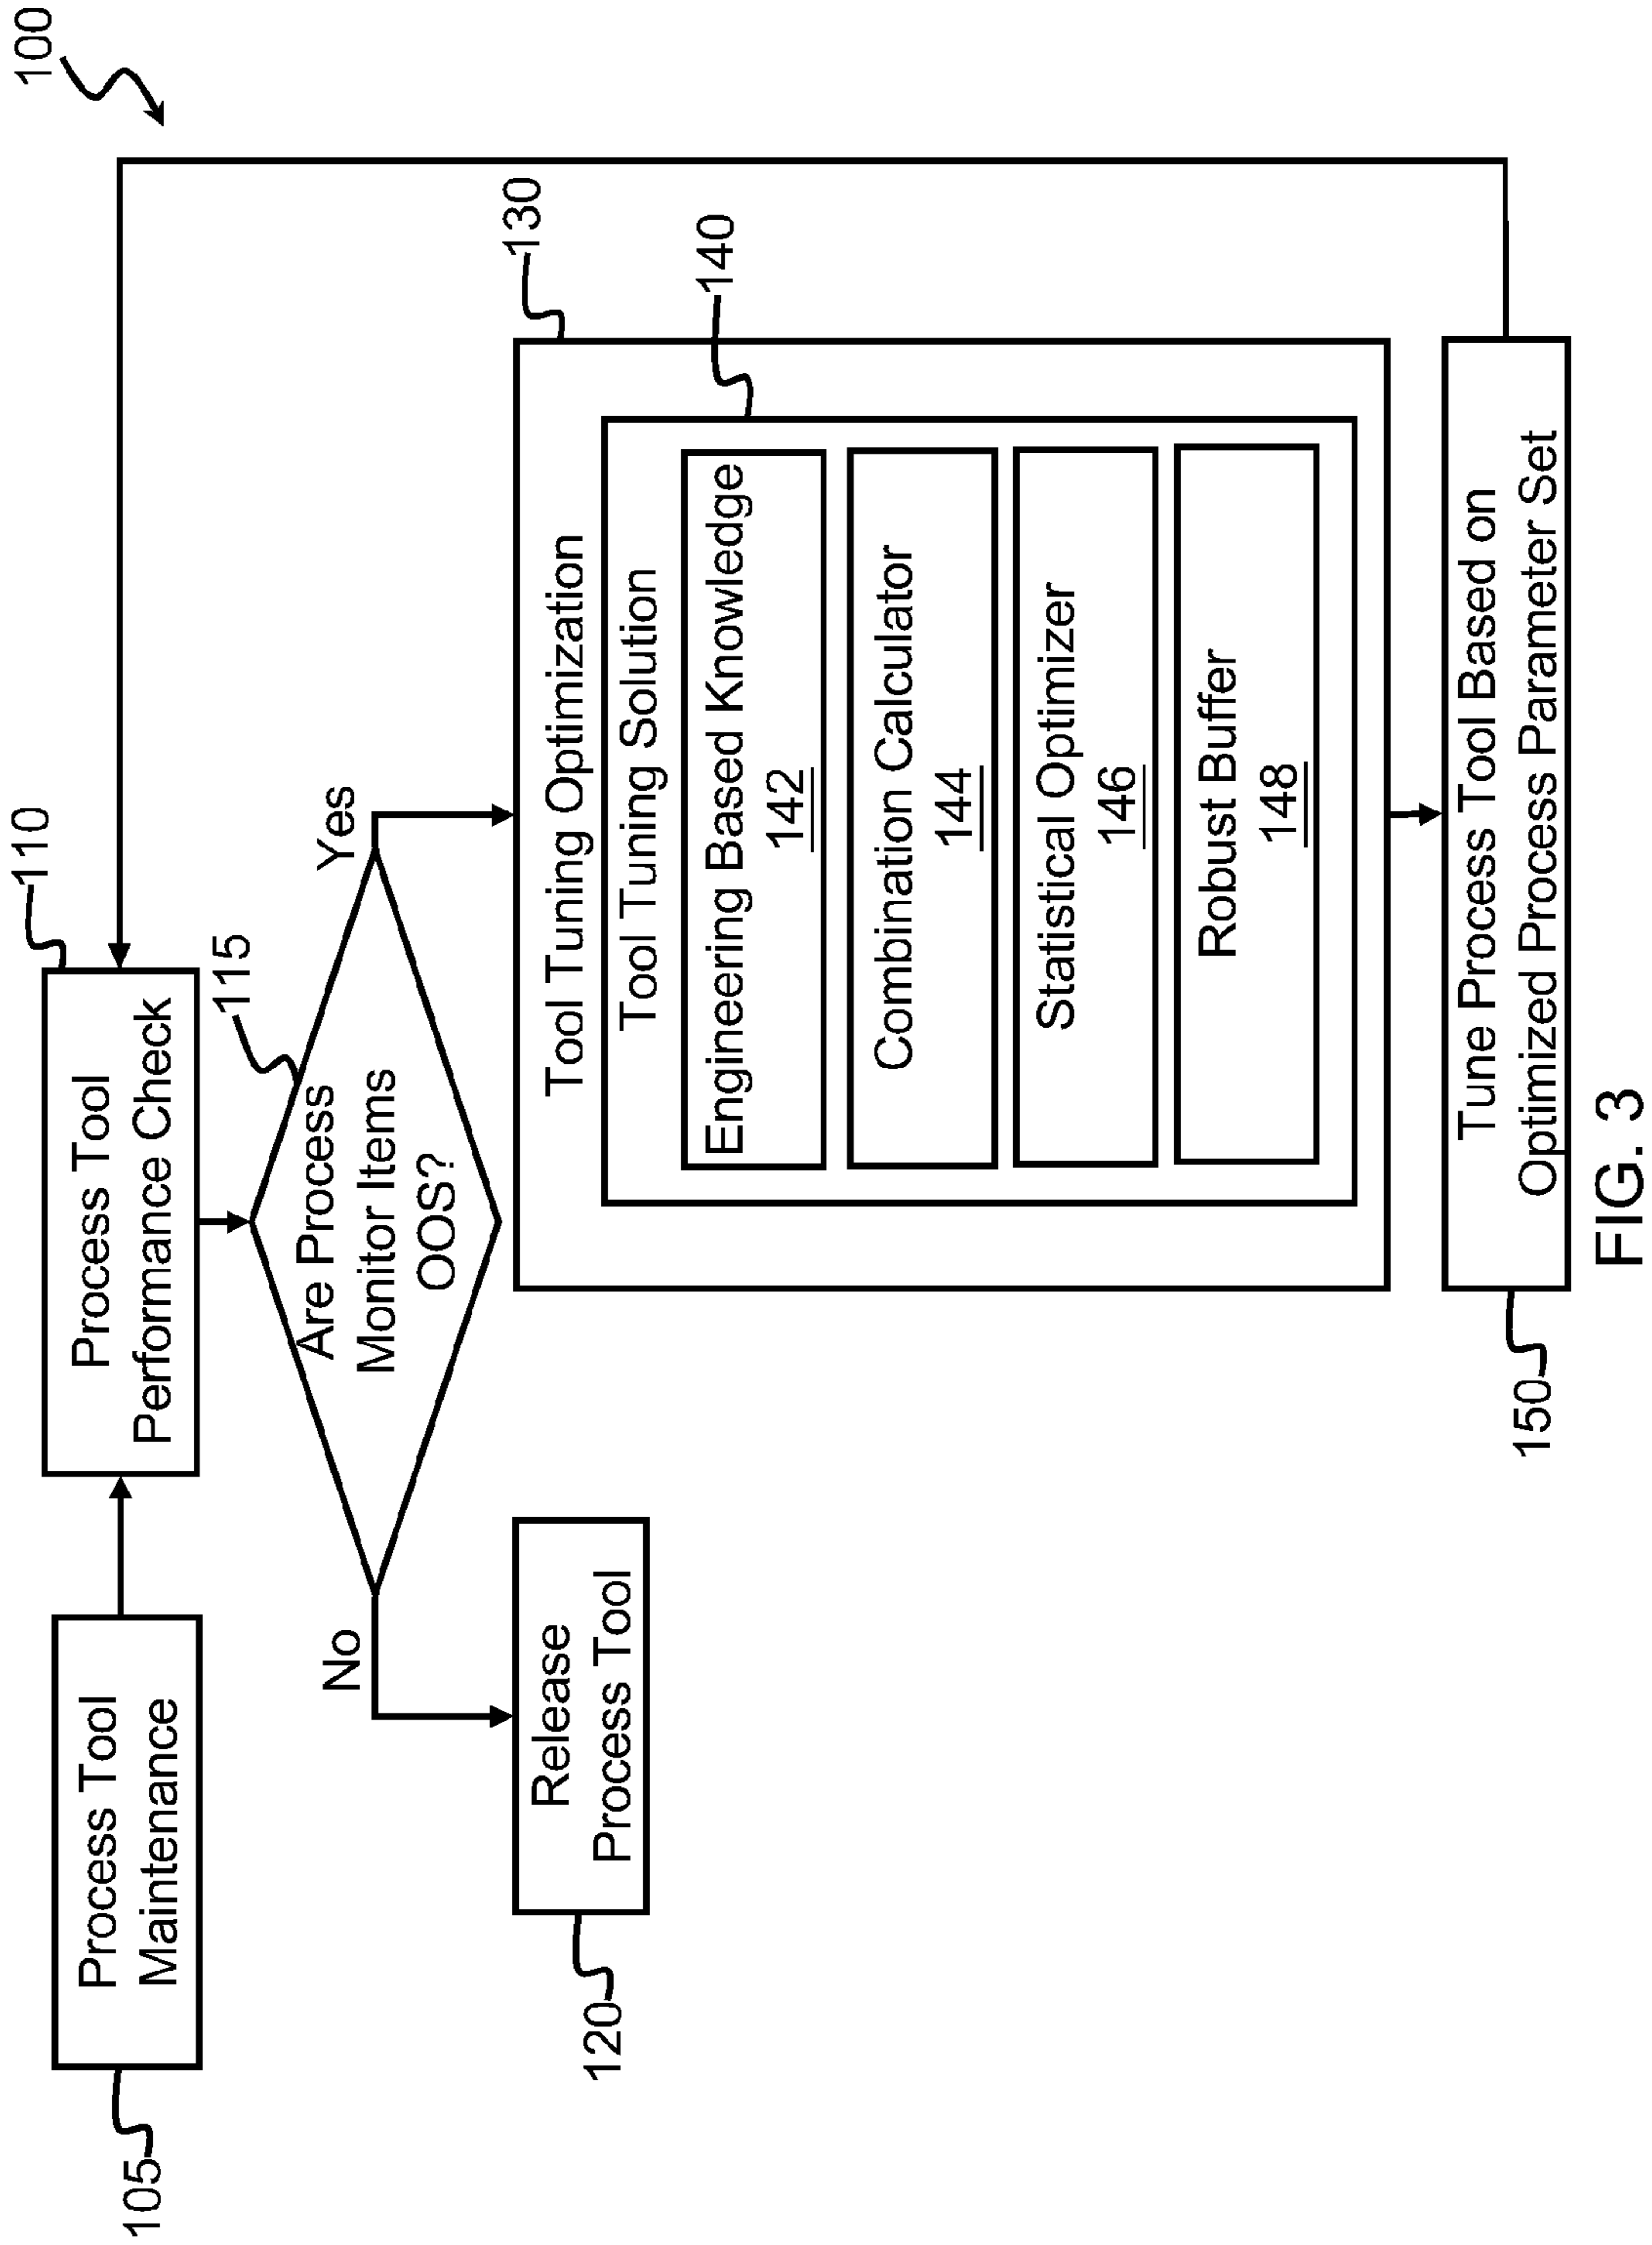 100
105
Process Tool
Maintenance
110
Process Tool
Performance Check
115
Are Process
Monitor Items
OOS?
No
Yes
120
Release
Process Tool
130
Tool Tuning Optimization
140
Tool Tuning Solution
Engineering Based Knowledge
142
Combination Calculator
144
Statistical Optimizer
146
Robust Buffer
148
150
Tune Process Tool Based on
Optimized Process Parameter Set
FIG. 3